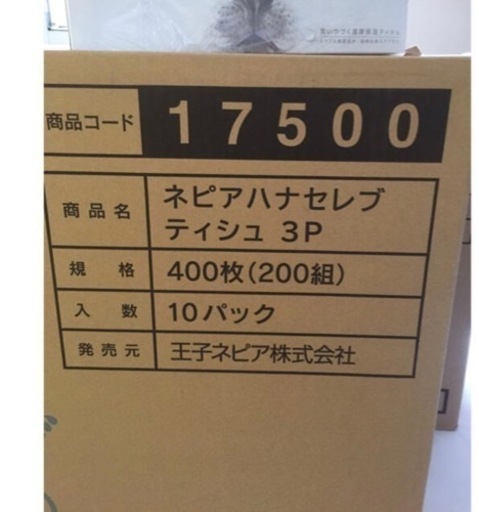 商品コード 17500
商品名 ネピアハナセレブ
ティシュ 3P
規格 400枚(200組)
入数 10パック
発売元 王子ネピア株式会社